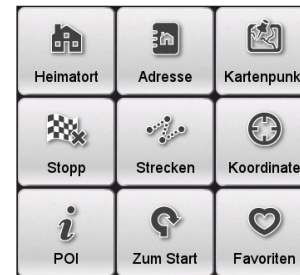 Heimatort
Adresse
Kartenpunk
Stopp
Strecken
Koordinate
POI
Zum Start
Favoriten